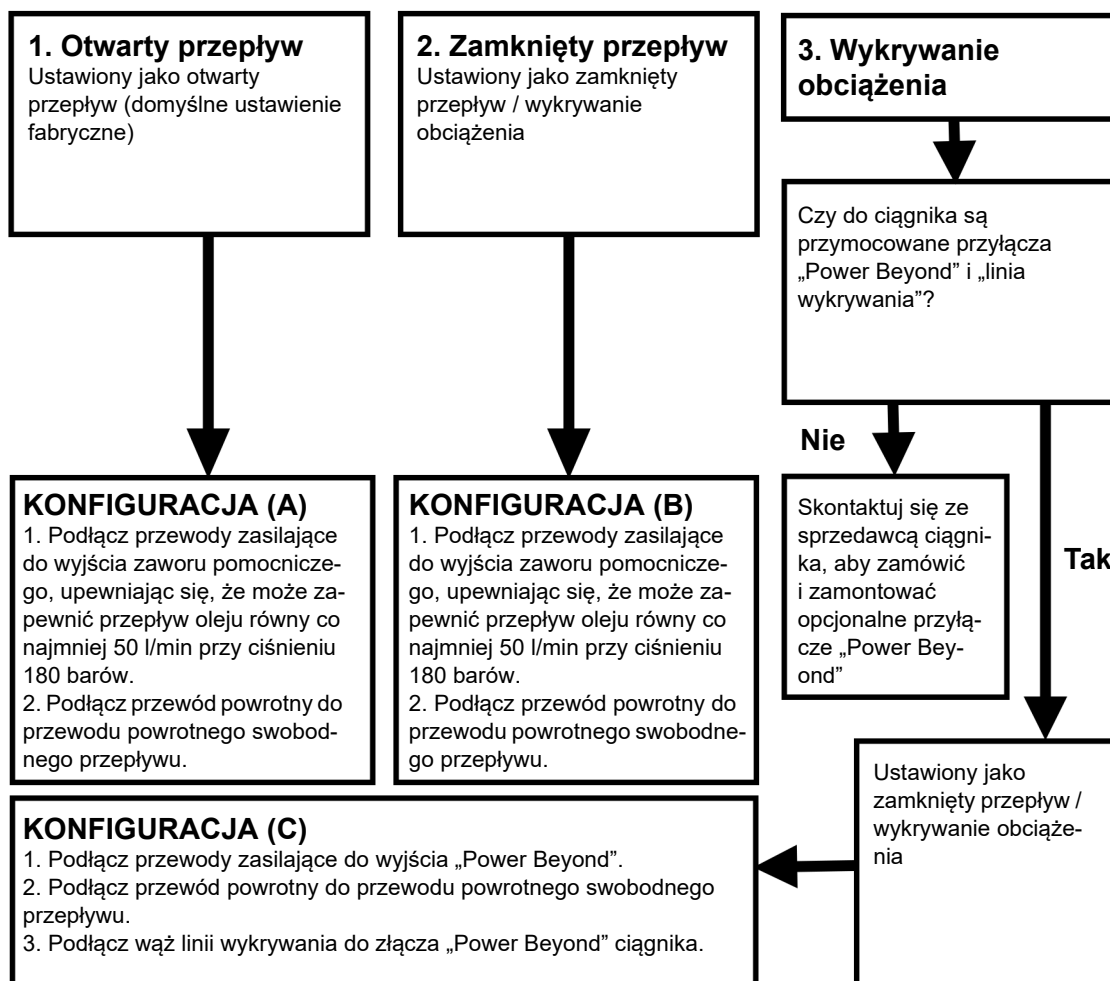 1. Otwarty przepływ
Ustawiony jako otwarty
przepływ (domyślne ustawienie
fabryczne)
2. Zamknięty przepływ
Ustawiony jako zamknięty
przepływ / wykrywanie
obciążenia
3. Wykrywanie
obciążenia
Czy do ciągnika są
przymocowane przyłącza
„Power Beyond” i „linia
wykrywania”?
Nie
Tak
KONFIGURACJA (A)
1. Podłącz przewody zasilające
do wyjścia zaworu pomocnicze-
go, upewniając się, że może za-
pewnić przepływ oleju równy co
najmniej 50 l/min przy ciśnieniu
180 barów.
2. Podłącz przewód powrotny do
przewodu powrotnego swobod-
nego przepływu.
KONFIGURACJA (B)
1. Podłącz przewody zasilające
do wyjścia zaworu pomocnicze-
go, upewniając się, że może za-
pewnić przepływ oleju równy co
najmniej 50 l/min przy ciśnieniu
180 barów.
2. Podłącz przewód powrotny do
przewodu powrotnego swobodne-
go przepływu.
Skontaktuj się ze
sprzedawcą ciągni-
ka, aby zamówić
i zamontować
opcjonalne przyłą-
cze „Power Bey-
ond”
Ustawiony jako
zamknięty przepływ /
wykrywanie obciąże-
nia
KONFIGURACJA (C)
1. Podłącz przewody zasilające do wyjścia „Power Beyond”.
2. Podłącz przewód powrotny do przewodu powrotnego swobodnego
przepływu.
3. Podłącz wąż linii wykrywania do złącza „Power Beyond” ciągnika.